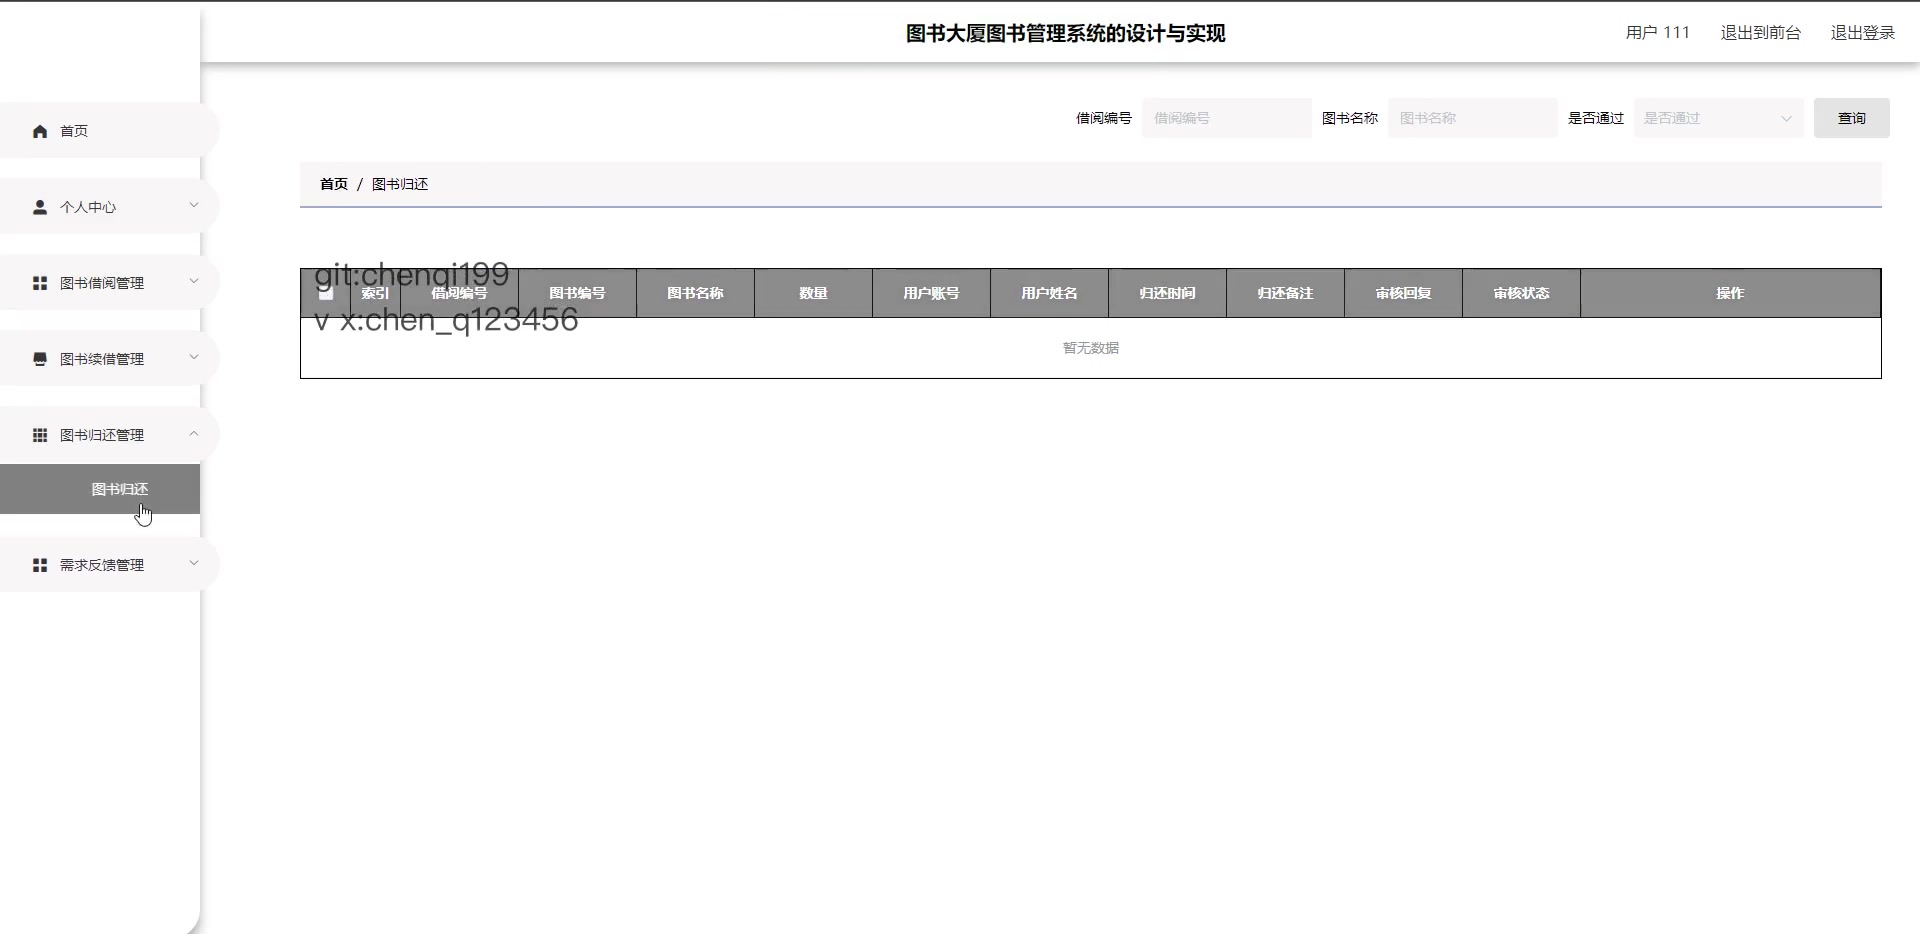 图书大厦图书管理系统的设计与实现
用户 111
退出到前台
退出登录
首页
个人中心
图书借阅管理
图书续借管理
图书归还管理
图书归还
需求反馈管理
借阅编号 借阅编号 图书名称 图书名称 是否通过 是否通过 查询
首页 / 图书归还
git:chenqi199
索引 借阅编号 图书编号 图书名称 数量 用户账号 用户姓名 归还时间 归还备注 审核回复 审核状态 操作
v x:chen_q123456
暂无数据